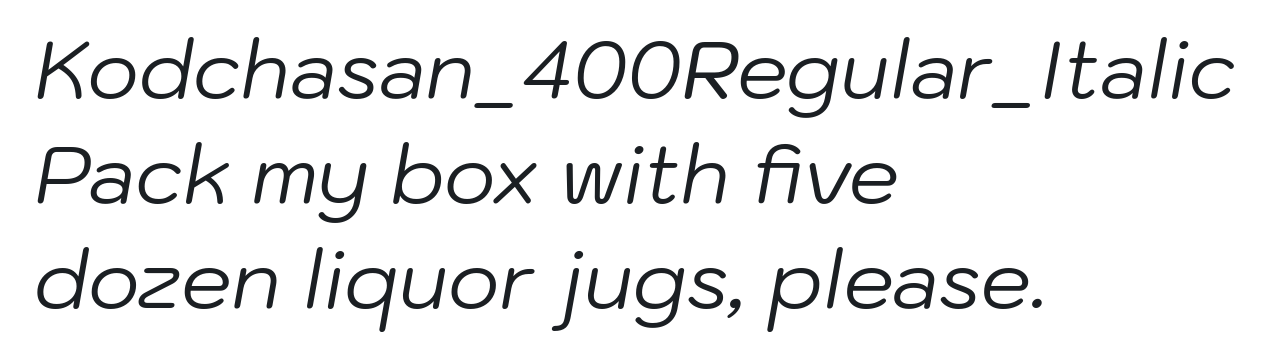 Kodchasan_400Regular_Italic
Pack my box with five
dozen liquor jugs, please.